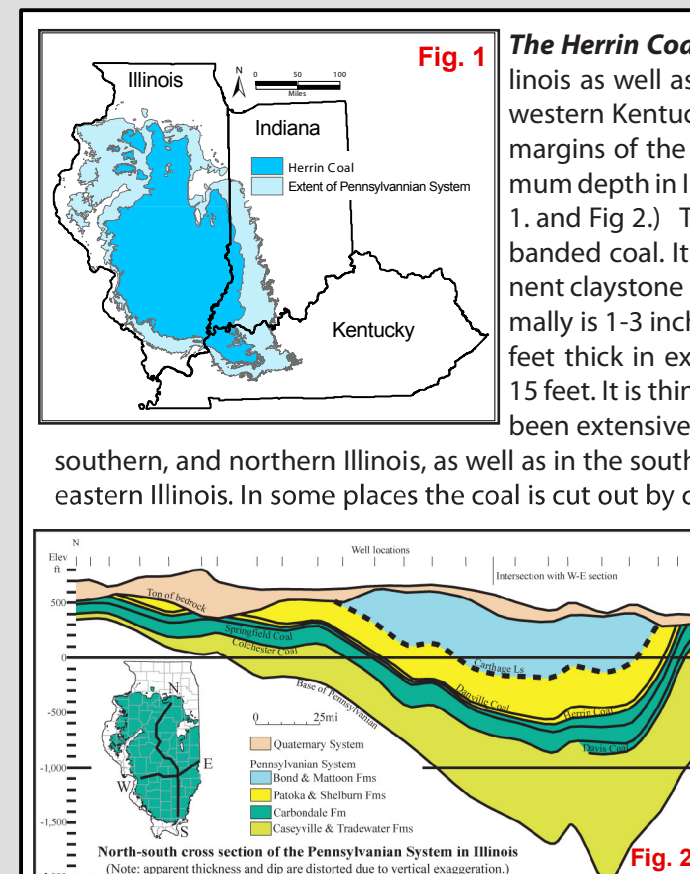 Fig. 1
Illinois
N
0 50 100
Miles
Indiana
Herrin Coal
Extent of Pennsylvannian System
Kentucky
The Herrin Coa
linois as well as
western Kentuc
margins of the
mum depth in I
1. and Fig 2.) T
banded coal. It
nent claystone
mally is 1-3 inch
feet thick in ex
15 feet. It is thin
been extensive
southern, and northern Illinois, as well as in the south
eastern Illinois. In some places the coal is cut out by c
N
Elev
ft
Well locations
Intersection with W-E section
Top of bedrock
500
Springfield Coal
Colchester Coal
0
Carthage Ls
Base of Pennsylvanian
Danville Coal
Herrin Coal
Davis Coal
-500
-1,000
-1,500
N
E
W
S
0 25mi
Quaternary System
Pennsylvanian System
Bond & Mattoon Fms
Patoka & Shelburn Fms
Carbondale Fm
Caseyville & Tradewater Fms
North-south cross section of the Pennsylvanian System in Illinois
(Note: apparent thickness and dip are distorted due to vertical exaggeration.)
Fig. 2